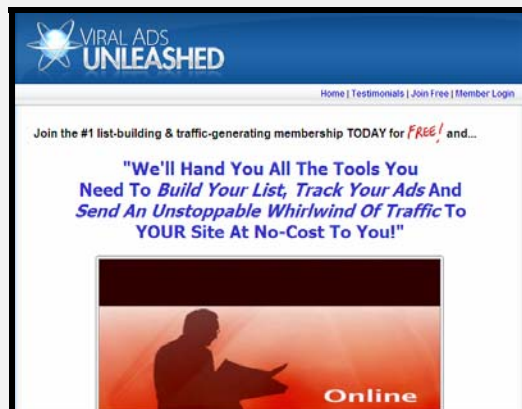 VIRAL ADS
UNLEASHED
Home | Testimonials | Join Free | Member Login
Join the #1 list-building & traffic-generating membership TODAY for FREE! and...
"We'll Hand You All The Tools You
Need To Build Your List, Track Your Ads And
Send An Unstoppable Whirlwind Of Traffic To
YOUR Site At No-Cost To You!"
Online